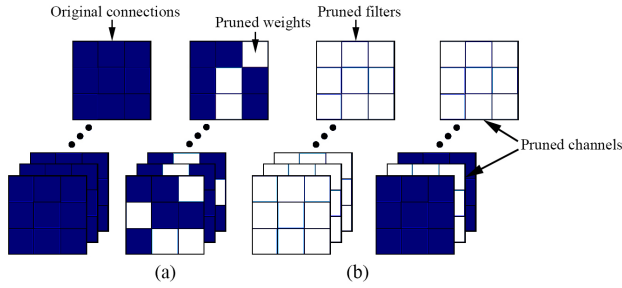 Original connections
Pruned weights
Pruned filters
Pruned channels
(a)
(b)